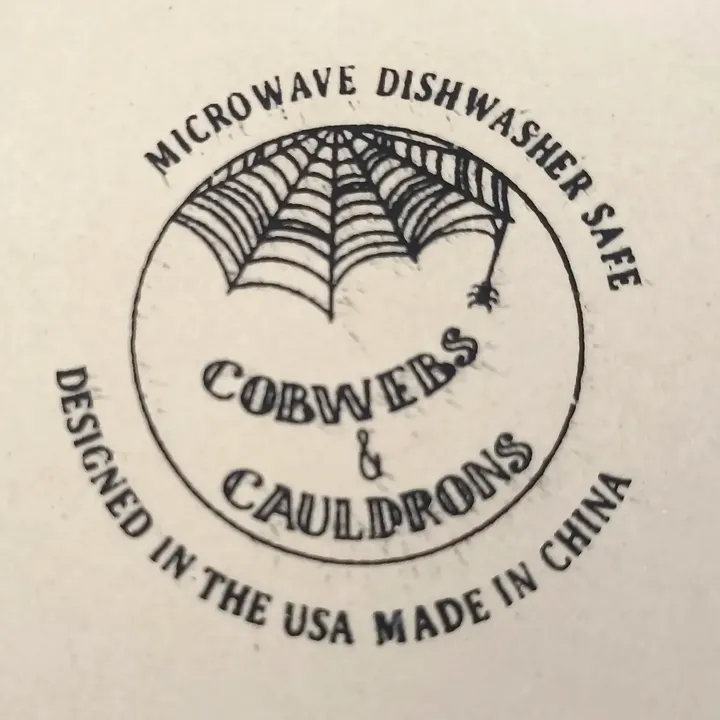 MICROWAVE DISHWASHER SAFE
COBWEBS
&
CAULDRONS
DESIGNED IN THE USA MADE IN CHINA